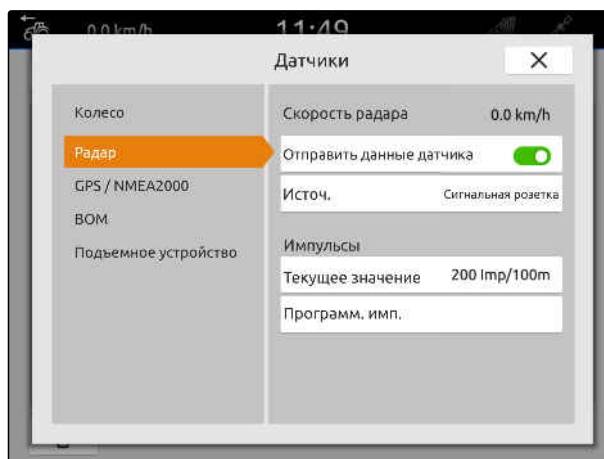 0.0 km/h
11:49
Датчики
Колесо
Радар
GPS / NMEA2000
ВОМ
Подъемное устройство
Скорость радара 0.0 km/h
Отправить данные датчика
Источ. Сигнальная розетка
Импульсы
Текущее значение 200 Imp/100m
Программ. имп.